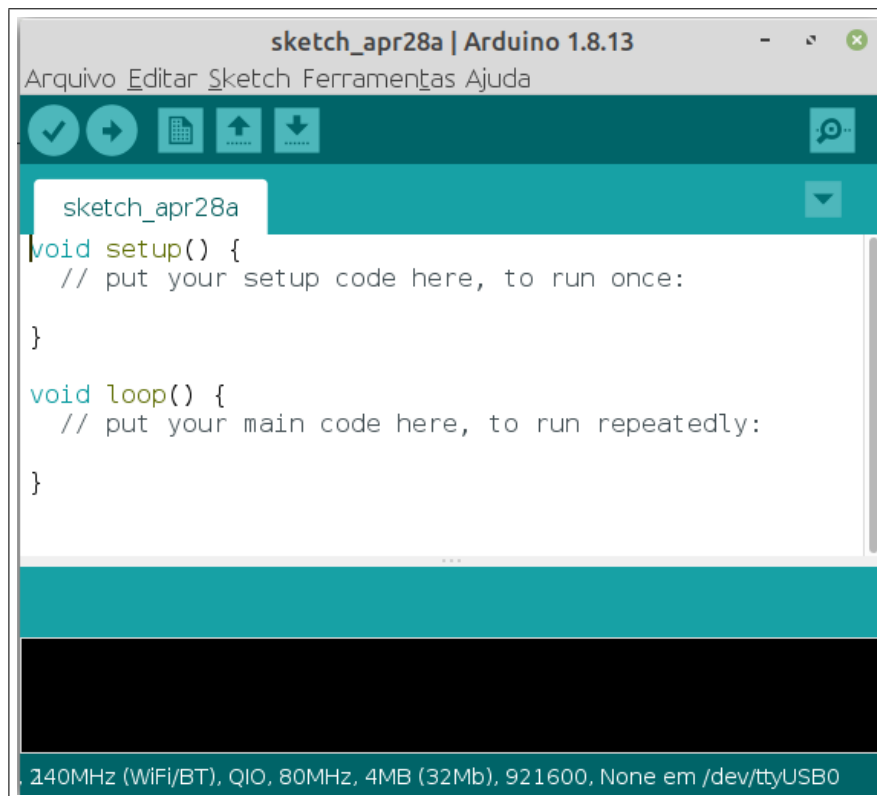 sketch_apr28a | Arduino 1.8.13
Arquivo Editar Sketch Ferramentas Ajuda
sketch_apr28a
void setup() {
  // put your setup code here, to run once:
}
void loop() {
  // put your main code here, to run repeatedly:
}
240MHz (WiFi/BT), QIO, 80MHz, 4MB (32Mb), 921600, None em /dev/ttyUSB0